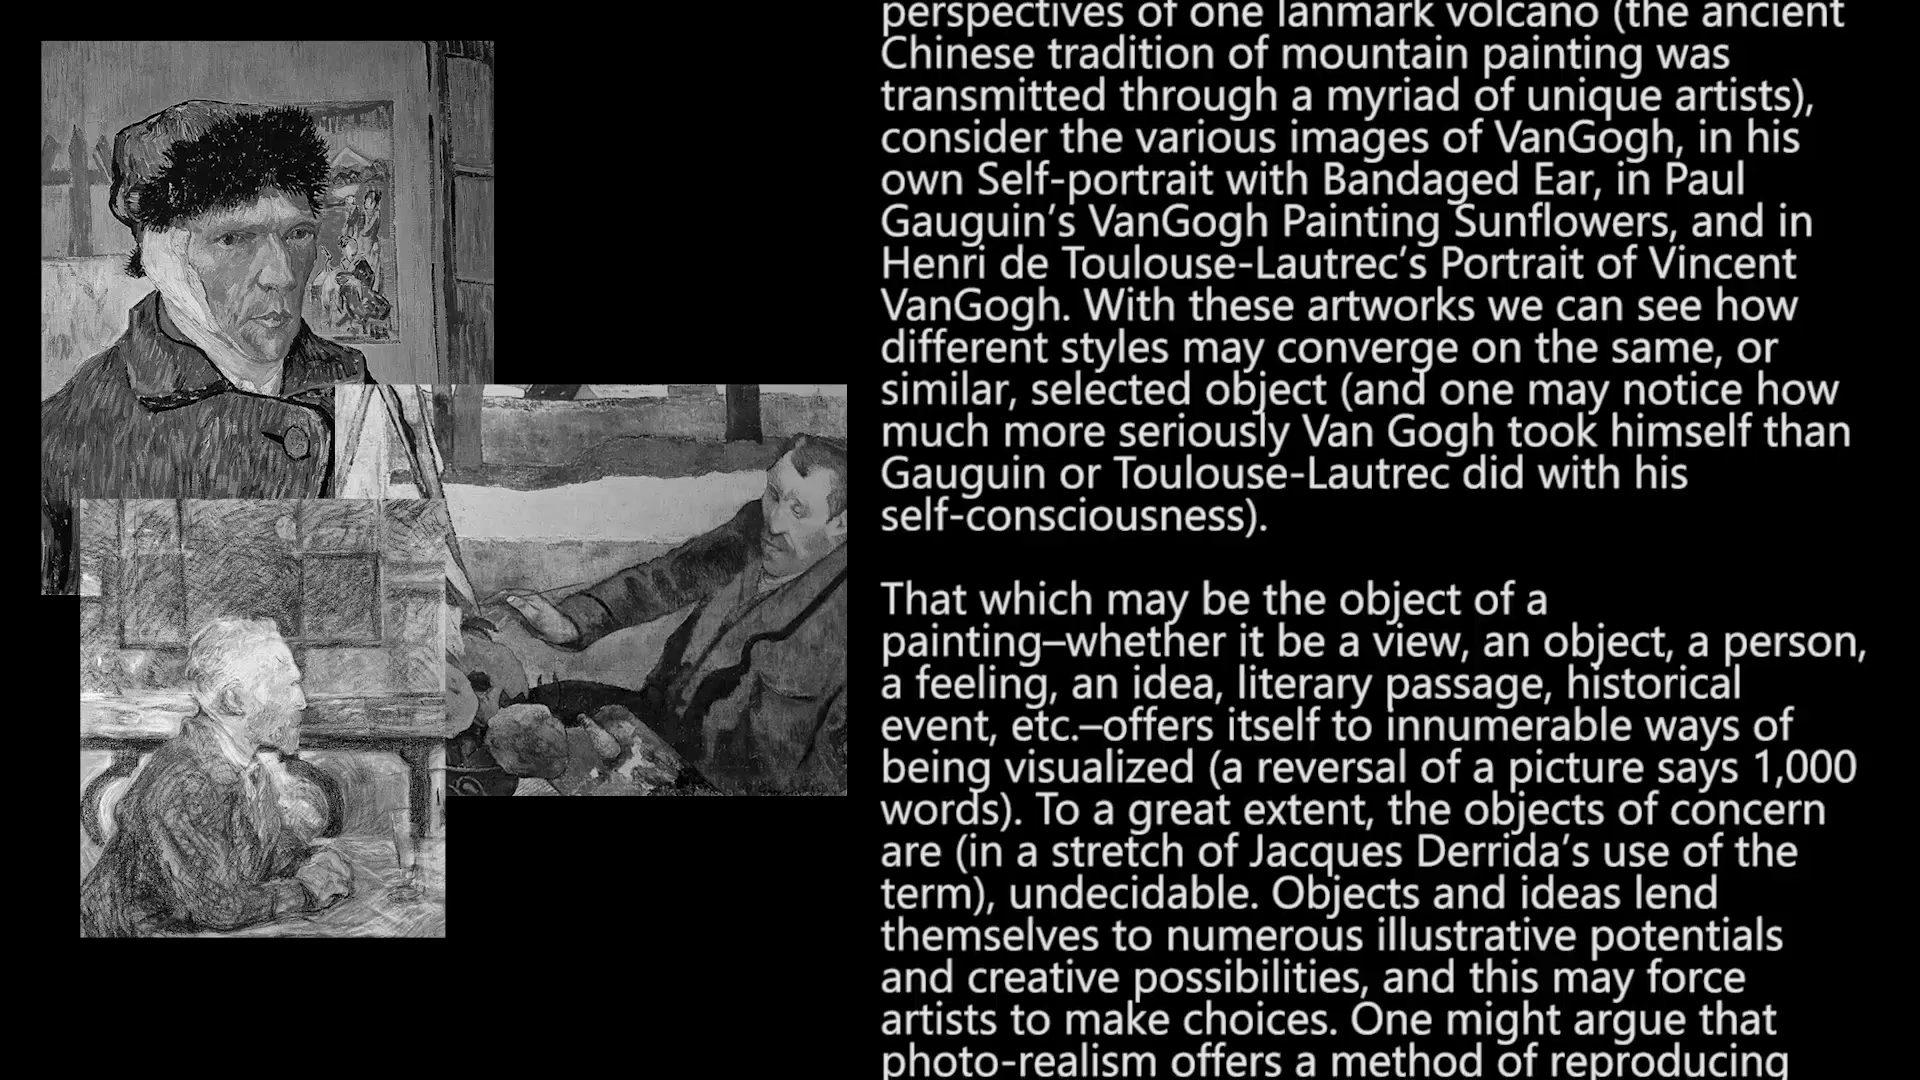 perspectives of one lanmark volcano (the ancient
Chinese tradition of mountain painting was
transmitted through a myriad of unique artists),
consider the various images of VanGogh, in his
own Self-portrait with Bandaged Ear, in Paul
Gauguin’s VanGogh Painting Sunflowers, and in
Henri de Toulouse-Lautrec’s Portrait of Vincent
VanGogh. With these artworks we can see how
different styles may converge on the same, or
similar, selected object (and one may notice how
much more seriously Van Gogh took himself than
Gauguin or Toulouse-Lautrec did with his
self-consciousness).
That which may be the object of a
painting–whether it be a view, an object, a person,
a feeling, an idea, literary passage, historical
event, etc.–offers itself to innumerable ways of
being visualized (a reversal of a picture says 1,000
words). To a great extent, the objects of concern
are (in a stretch of Jacques Derrida’s use of the
term), undecidable. Objects and ideas lend
themselves to numerous illustrative potentials
and creative possibilities, and this may force
artists to make choices. One might argue that
photo-realism offers a method of reproducing